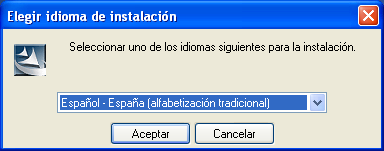 Elegir idioma de instalación
Seleccionar uno de los idiomas siguientes para la instalación.
Español - España (alfabetización tradicional)
Aceptar Cancelar